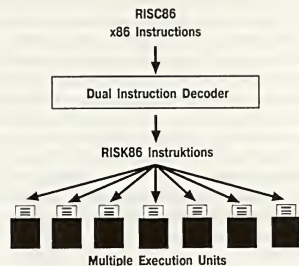 RISC86
x86 Instructions
Dual Instruction Decoder
RISK86 Instruktions
Multiple Execution Units